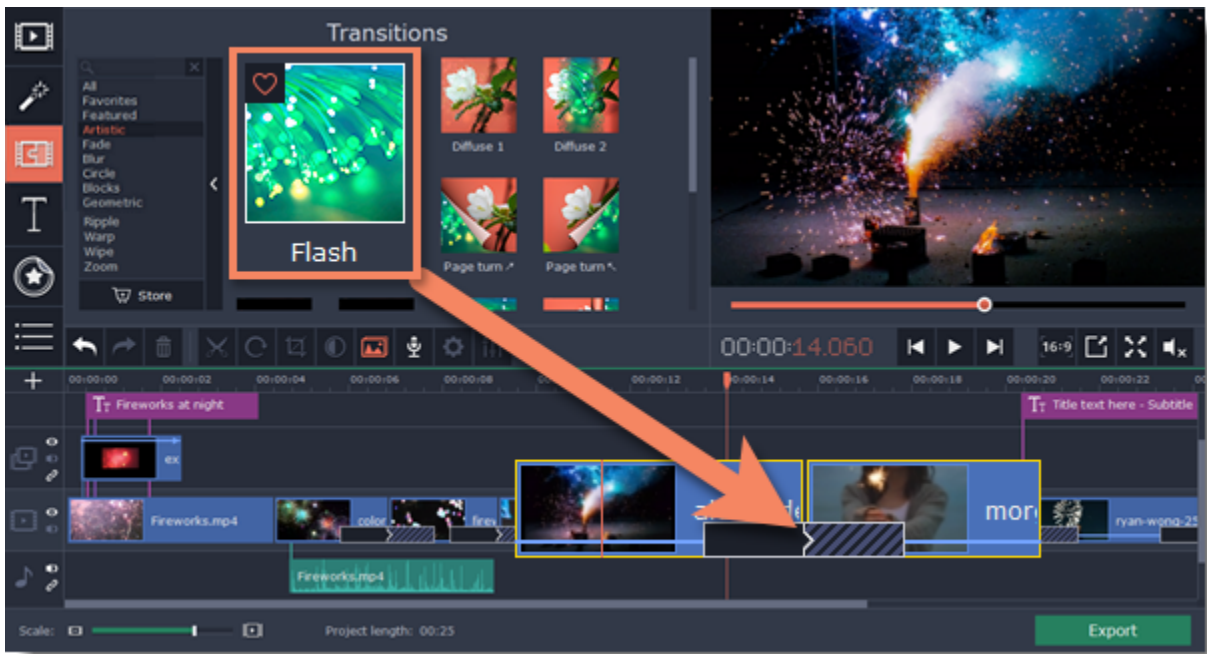 Transitions
All
Favorites
Featured
Artistic
Fade
Blur
Circle
Blocks
Geometric
Ripple
Warp
Wipe
Zoom
Store
Flash
Diffuse 1
Diffuse 2
Page turn ↗
Page turn ↖
T
00:00:14.060
16:9
00:00:00 00:00:02 00:00:04 00:00:06 00:00:08 00:00:12 00:00:14 00:00:16 00:00:18 00:00:20 00:00:22
Fireworks at night
Title text here - Subtitle
ex
Fireworks.mp4
color
firew
mor
ryan-wong-25
Fireworks.mp4
Scale:
Project length: 00:25
Export